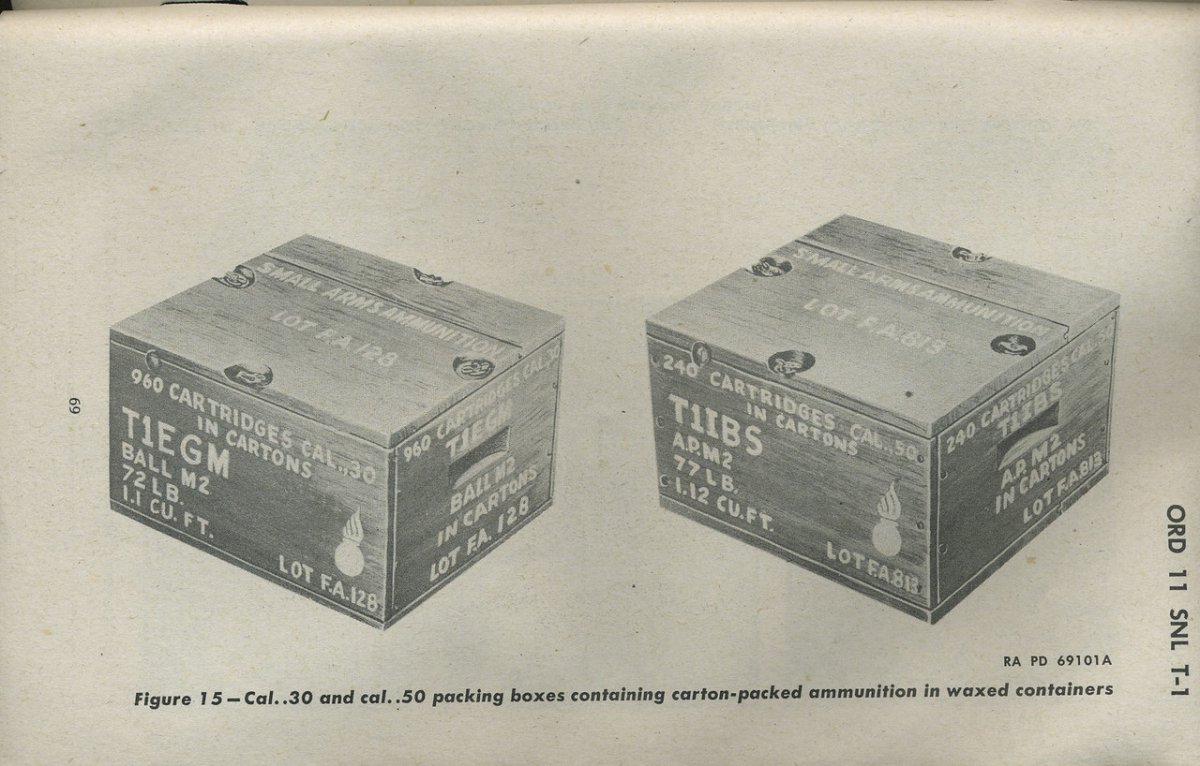 SMALL ARMS AMMUNITION
LOT F.A. 128
960 CARTRIDGES CAL..30
IN CARTONS
T1EGM
BALL M2
72 LB.
1.1 CU. FT.
LOT F.A.128
960 CARTRIDGES CAL..30
T1EGM
BALL M2
IN CARTONS
LOT F.A. 128
SMALL ARMS AMMUNITION
LOT F.A.813
240 CARTRIDGES CAL..50
IN CARTONS
T1IBS
A.P.M2
77 LB.
1.12 CU.FT.
LOT F.A.813
240 CARTRIDGES CAL..50
T1IBS
A.P. M2
IN CARTONS
LOT F.A.813
69
ORD 11 SNL T-1
RA PD 69101A
Figure 15—Cal..30 and cal..50 packing boxes containing carton-packed ammunition in waxed containers